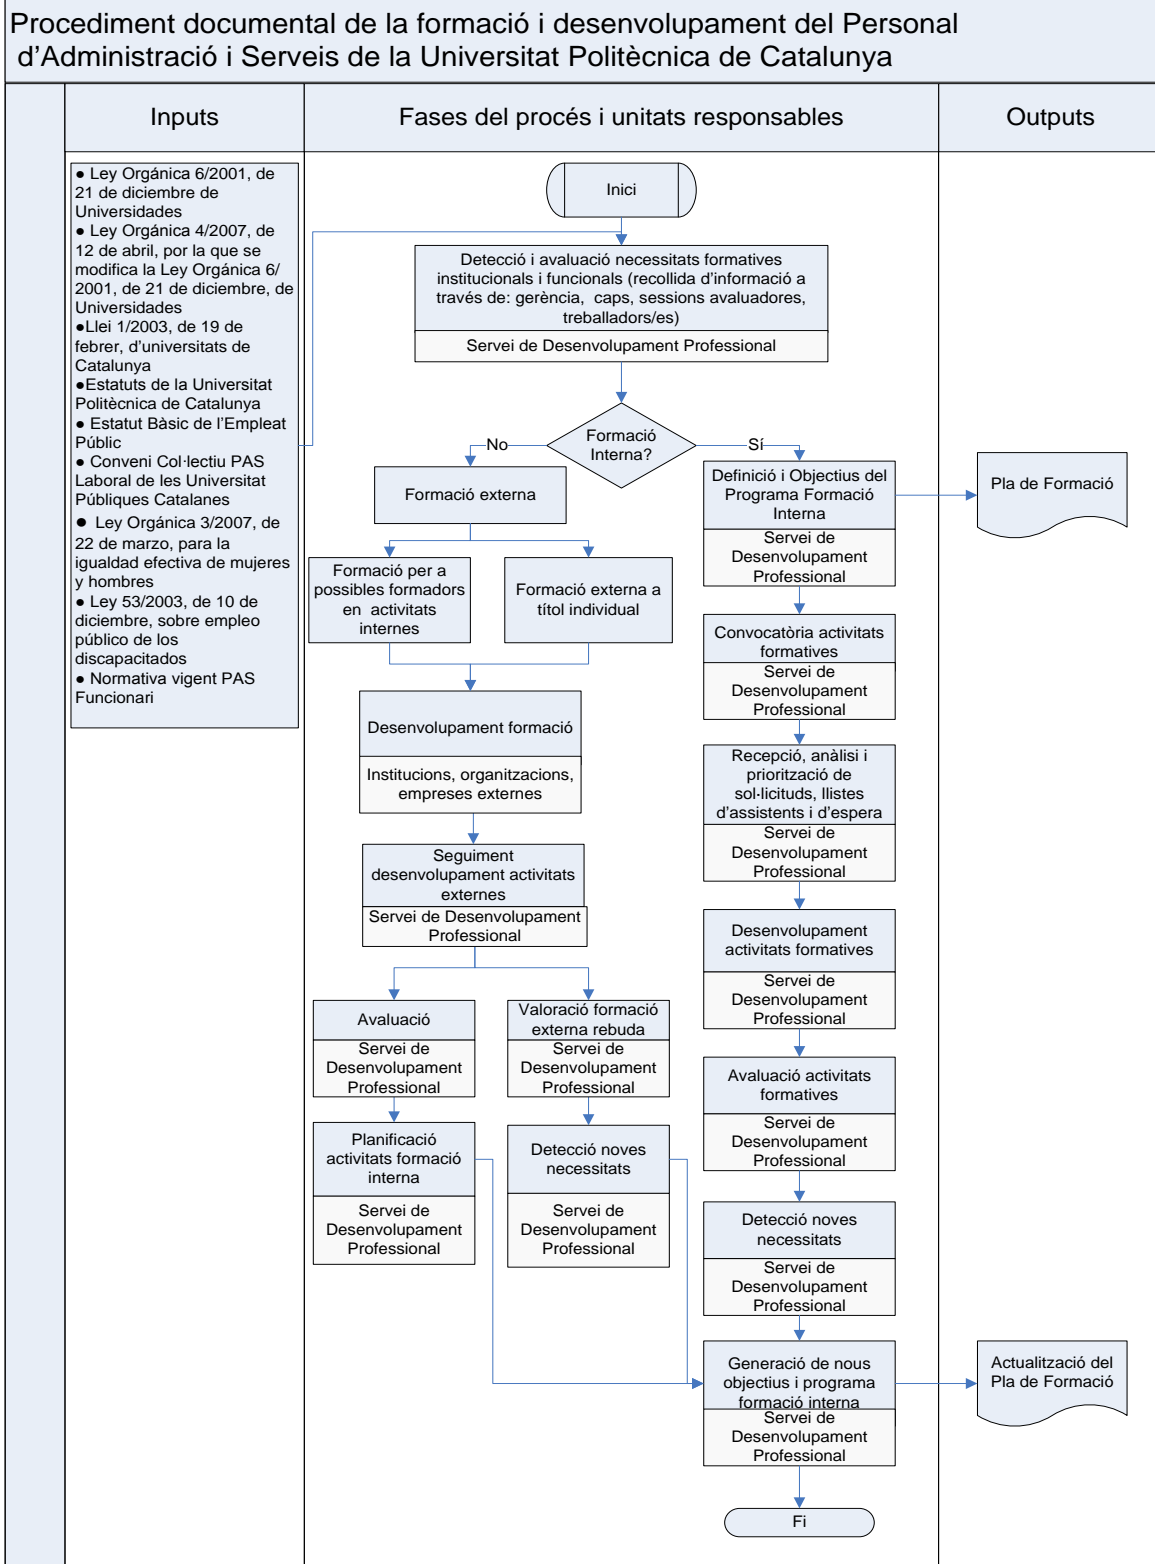 Procediment documental de la formació i desenvolupament del Personal
d’Administració i Serveis de la Universitat Politècnica de Catalunya
Inputs
Fases del procés i unitats responsables
Outputs
● Ley Orgánica 6/2001, de
21 de diciembre de
Universidades
● Ley Orgánica 4/2007, de
12 de abril, por la que se
modifica la Ley Orgánica 6/
2001, de 21 de diciembre, de
Universidades
●Llei 1/2003, de 19 de
febrer, d’universitats de
Catalunya
●Estatuts de la Universitat
Politècnica de Catalunya
● Estatut Bàsic de l’Empleat
Públic
● Conveni Col·lectiu PAS
Laboral de les Universitat
Públiques Catalanes
● Ley Orgánica 3/2007, de
22 de marzo, para la
igualdad efectiva de mujeres
y hombres
● Ley 53/2003, de 10 de
diciembre, sobre empleo
público de los
discapacitados
● Normativa vigent PAS
Funcionari
Inici
Detecció i avaluació necessitats formatives
institucionals i funcionals (recollida d’informació a
través de: gerència, caps, sessions avaluadores,
treballadors/es)
Servei de Desenvolupament Professional
Formació
Interna?
No
Sí
Formació externa
Formació per a
possibles formadors
en activitats
internes
Formació externa a
títol individual
Desenvolupament formació
Institucions, organitzacions,
empreses externes
Seguiment
desenvolupament activitats
externes
Servei de Desenvolupament
Professional
Avaluació
Servei de
Desenvolupament
Professional
Valoració formació
externa rebuda
Servei de
Desenvolupament
Professional
Planificació
activitats formació
interna
Servei de
Desenvolupament
Professional
Detecció noves
necessitats
Servei de
Desenvolupament
Professional
Definició i Objectius del
Programa Formació
Interna
Servei de
Desenvolupament
Professional
Convocatòria activitats
formatives
Servei de
Desenvolupament
Professional
Recepció, anàlisi i
priorització de
sol·licituds, llistes
d’assistents i d’espera
Servei de
Desenvolupament
Professional
Desenvolupament
activitats formatives
Servei de
Desenvolupament
Professional
Avaluació activitats
formatives
Servei de
Desenvolupament
Professional
Detecció noves
necessitats
Servei de
Desenvolupament
Professional
Generació de nous
objectius i programa
formació interna
Servei de
Desenvolupament
Professional
Fi
Pla de Formació
Actualització del
Pla de Formació